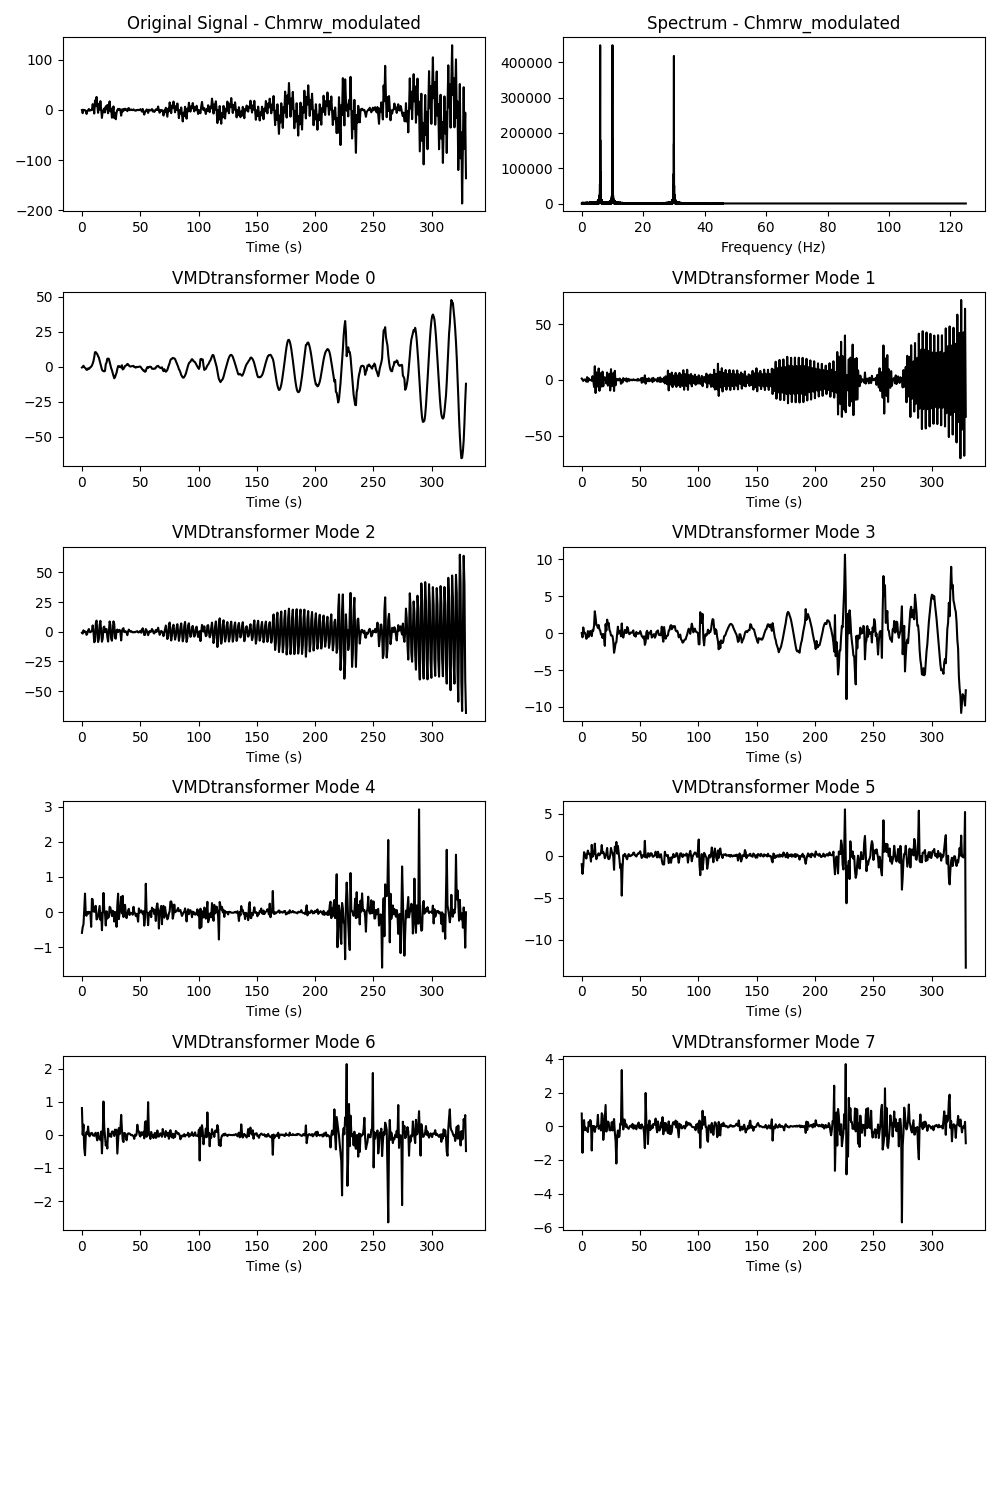 Original Signal - Chmrw_modulated
100
0
−100
−200
0 50 100 150 200 250 300
Time (s)
Spectrum - Chmrw_modulated
400000
300000
200000
100000
0
0 20 40 60 80 100 120
Frequency (Hz)
VMDtransformer Mode 0
50
25
0
−25
−50
0 50 100 150 200 250 300
Time (s)
VMDtransformer Mode 1
50
0
−50
0 50 100 150 200 250 300
Time (s)
VMDtransformer Mode 2
50
25
0
−25
−50
0 50 100 150 200 250 300
Time (s)
VMDtransformer Mode 3
10
5
0
−5
−10
0 50 100 150 200 250 300
Time (s)
VMDtransformer Mode 4
3
2
1
0
−1
0 50 100 150 200 250 300
Time (s)
VMDtransformer Mode 5
5
0
−5
−10
0 50 100 150 200 250 300
Time (s)
VMDtransformer Mode 6
2
1
0
−1
−2
0 50 100 150 200 250 300
Time (s)
VMDtransformer Mode 7
4
2
0
−2
−4
−6
0 50 100 150 200 250 300
Time (s)